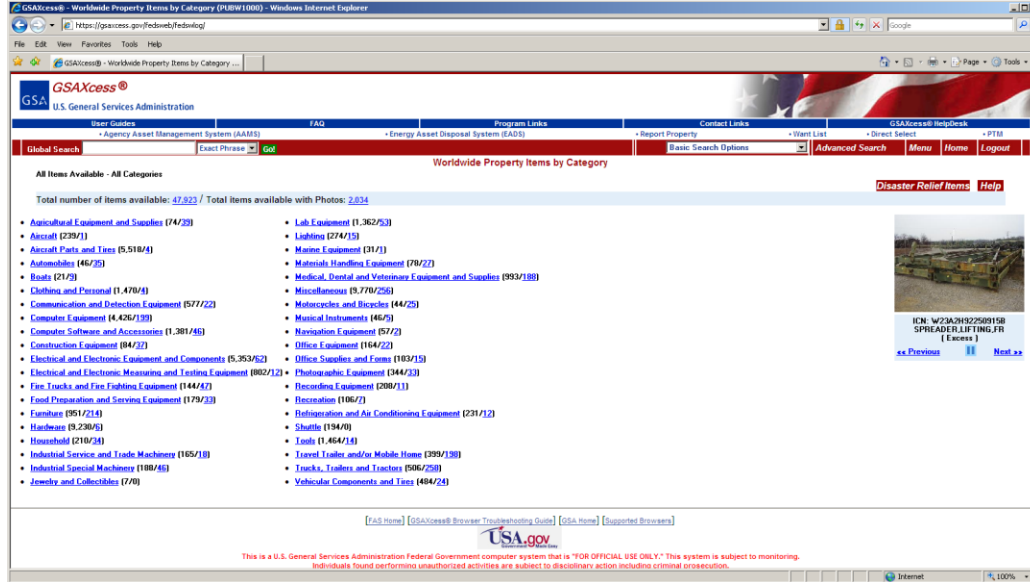 GSAXcess® - Worldwide Property Items by Category (PUBW1000) - Windows Internet Explorer
https://gsaxcess.gov/fedsweb/fedswlog/
Google
File Edit View Favorites Tools Help
GSAXcess® - Worldwide Property Items by Category ...
Page Tools
GSA
GSAXcess®
U.S. General Services Administration
User Guides FAQ Program Links Contact Links GSAXcess® HelpDesk
• Agency Asset Management System (AAMS) • Energy Asset Disposal System (EADS) • Report Property • Want List • Direct Select • PTM
Global Search Exact Phrase Go! Basic Search Options Advanced Search Menu Home Logout
Worldwide Property Items by Category
All Items Available - All Categories
Disaster Relief Items Help
Total number of items available: 47,923 / Total items available with Photos: 2,034
• Agricultural Equipment and Supplies (74/39)
• Aircraft (239/1)
• Aircraft Parts and Tires (5,518/4)
• Automobiles (46/35)
• Boats (21/9)
• Clothing and Personal (1,470/4)
• Communication and Detection Equipment (577/22)
• Computer Equipment (4,426/199)
• Computer Software and Accessories (1,381/46)
• Construction Equipment (84/37)
• Electrical and Electronic Equipment and Components (5,353/62)
• Electrical and Electronic Measuring and Testing Equipment (802/12)
• Fire Trucks and Fire Fighting Equipment (144/47)
• Food Preparation and Serving Equipment (179/33)
• Furniture (951/214)
• Hardware (9,230/6)
• Household (210/34)
• Industrial Service and Trade Machinery (165/18)
• Industrial Special Machinery (188/46)
• Jewelry and Collectibles (7/0)
• Lab Equipment (1,362/53)
• Lighting (274/15)
• Marine Equipment (31/1)
• Materials Handling Equipment (78/27)
• Medical, Dental and Veterinary Equipment and Supplies (993/188)
• Miscellaneous (9,770/256)
• Motorcycles and Bicycles (44/25)
• Musical Instruments (46/5)
• Navigation Equipment (57/2)
• Office Equipment (164/22)
• Office Supplies and Forms (103/15)
• Photographic Equipment (344/33)
• Recording Equipment (208/11)
• Recreation (106/7)
• Refrigeration and Air Conditioning Equipment (231/12)
• Shuttle (194/0)
• Tools (1,464/14)
• Travel Trailer and/or Mobile Home (399/198)
• Trucks, Trailers and Tractors (506/258)
• Vehicular Components and Tires (484/24)
ICN: W23A2H92250915B
SPREADER,LIFTING,FR
( Excess )
<< Previous Next >>
[FAS Home] [GSAXcess® Browser Troubleshooting Guide] [GSA Home] [Supported Browsers]
USA.gov
Government Made Easy
This is a U.S. General Services Administration Federal Government computer system that is "FOR OFFICIAL USE ONLY." This system is subject to monitoring.
Individuals found performing unauthorized activities are subject to disciplinary action including criminal prosecution.
Internet 100%